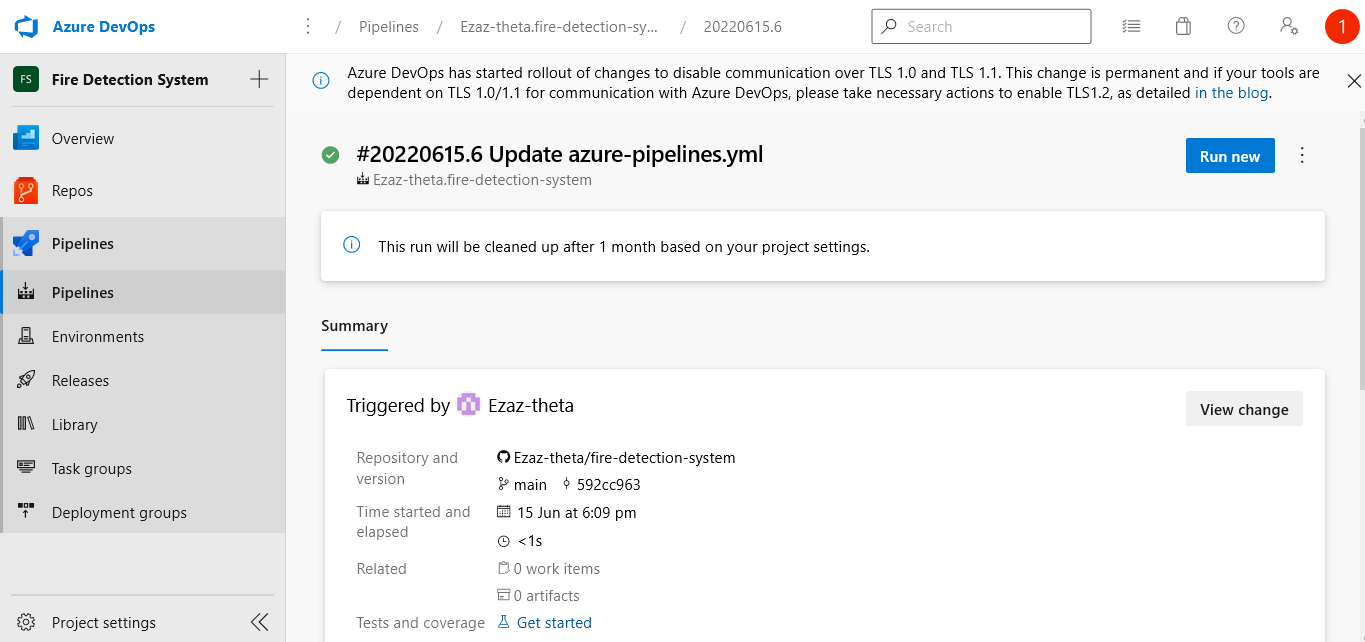 Azure DevOps
/ Pipelines / Ezaz-theta.fire-detection-sy... / 20220615.6
Search
1
FS Fire Detection System
Overview
Repos
Pipelines
Pipelines
Environments
Releases
Library
Task groups
Deployment groups
Project settings
Azure DevOps has started rollout of changes to disable communication over TLS 1.0 and TLS 1.1. This change is permanent and if your tools are
dependent on TLS 1.0/1.1 for communication with Azure DevOps, please take necessary actions to enable TLS1.2, as detailed in the blog.
#20220615.6 Update azure-pipelines.yml
Ezaz-theta.fire-detection-system
Run new
This run will be cleaned up after 1 month based on your project settings.
Summary
Triggered by Ezaz-theta
View change
Repository and
version
Ezaz-theta/fire-detection-system
main 592cc963
Time started and
elapsed
15 Jun at 6:09 pm
<1s
Related
0 work items
0 artifacts
Tests and coverage
Get started